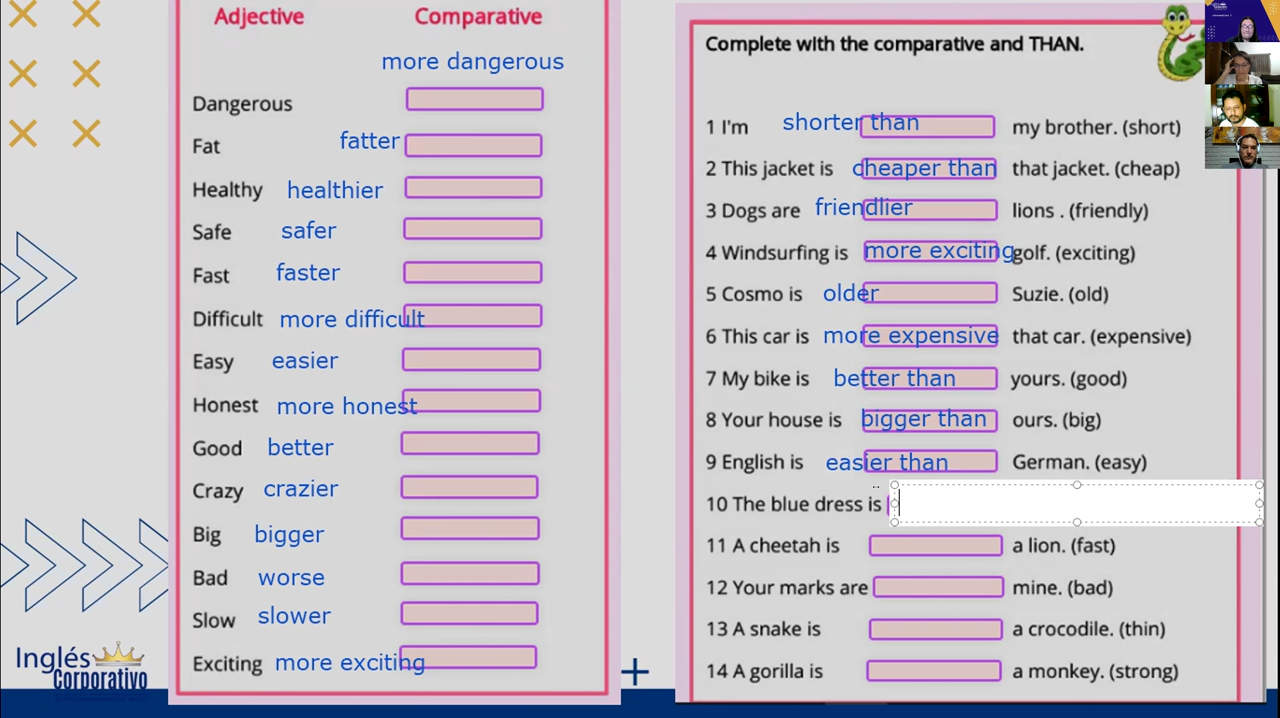 Adjective Comparative
more dangerous
Dangerous
Fat fatter
Healthy healthier
Safe safer
Fast faster
Difficult more difficult
Easy easier
Honest more honest
Good better
Crazy crazier
Big bigger
Bad worse
Slow slower
Exciting more exciting
Inglés
Corporativo
Complete with the comparative and THAN.
1 I'm shorter than my brother. (short)
2 This jacket is cheaper than that jacket. (cheap)
3 Dogs are friendlier lions . (friendly)
4 Windsurfing is more exciting golf. (exciting)
5 Cosmo is older Suzie. (old)
6 This car is more expensive that car. (expensive)
7 My bike is better than yours. (good)
8 Your house is bigger than ours. (big)
9 English is easier than German. (easy)
10 The blue dress is
11 A cheetah is a lion. (fast)
12 Your marks are mine. (bad)
13 A snake is a crocodile. (thin)
14 A gorilla is a monkey. (strong)